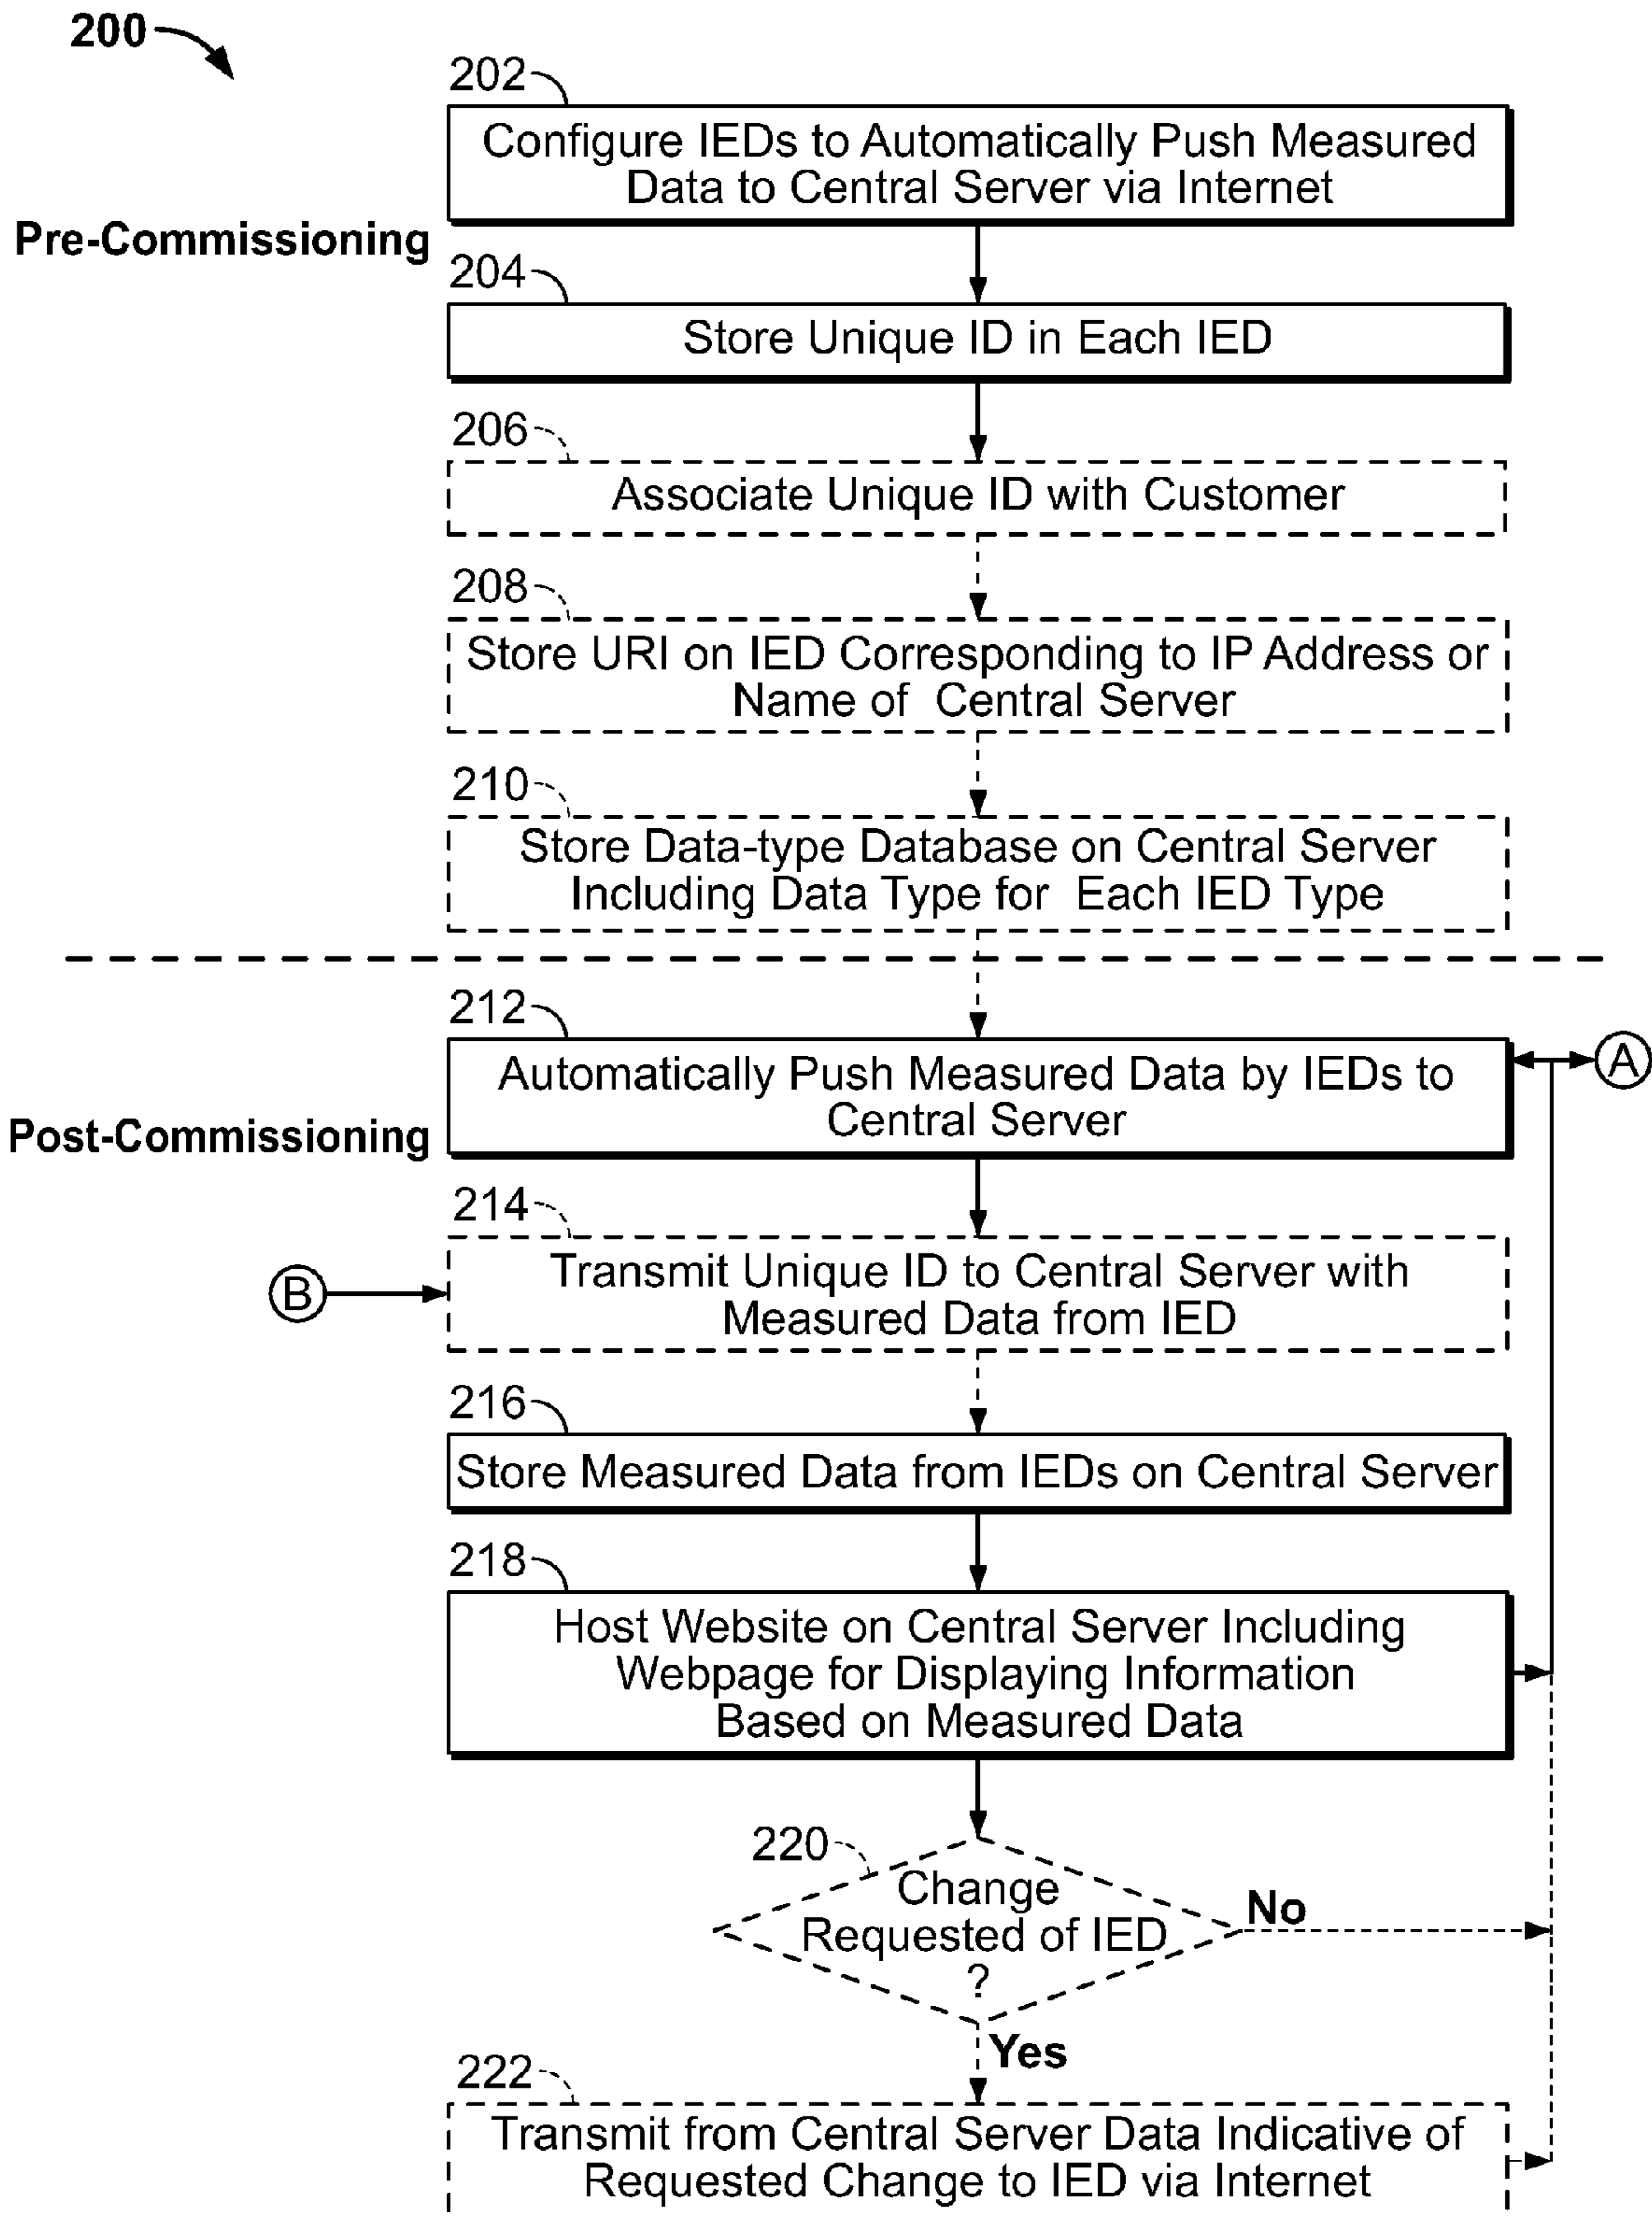 200
202
Configure IEDs to Automatically Push Measured
Data to Central Server via Internet
Pre-Commissioning
204
Store Unique ID in Each IED
206
Associate Unique ID with Customer
208
Store URI on IED Corresponding to IP Address or
Name of Central Server
210
Store Data-type Database on Central Server
Including Data Type for Each IED Type
212
Automatically Push Measured Data by IEDs to
Central Server
A
Post-Commissioning
214
Transmit Unique ID to Central Server with
Measured Data from IED
B
216
Store Measured Data from IEDs on Central Server
218
Host Website on Central Server Including
Webpage for Displaying Information
Based on Measured Data
220
Change
Requested of IED
?
No
Yes
222
Transmit from Central Server Data Indicative of
Requested Change to IED via Internet